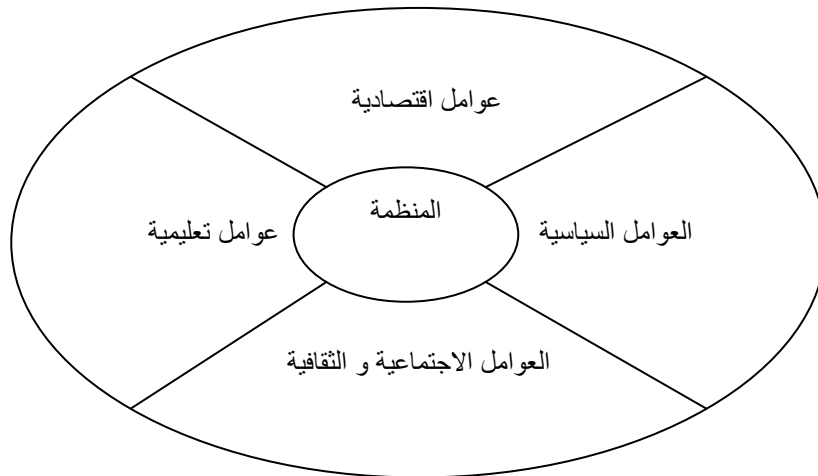 عوامل اقتصادية
المنظمة
العوامل السياسية
عوامل تعليمية
العوامل الاجتماعية و الثقافية